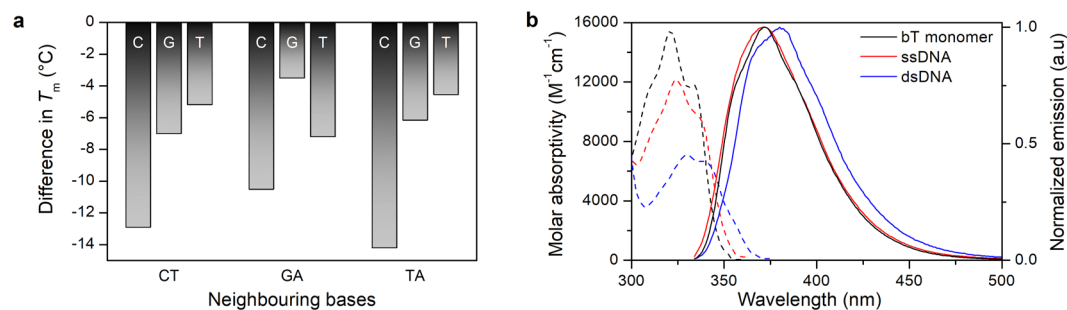 a
0
-2
-4
-6
-8
-10
-12
-14
Difference in Tm (°C)
C G T C G T C G T
CT GA TA
Neighbouring bases
b
16000
12000
8000
4000
0
Molar absorptivity (M-1cm-1)
bT monomer
ssDNA
dsDNA
1.0
0.5
0.0
Normalized emission (a.u)
300 350 400 450 500
Wavelength (nm)